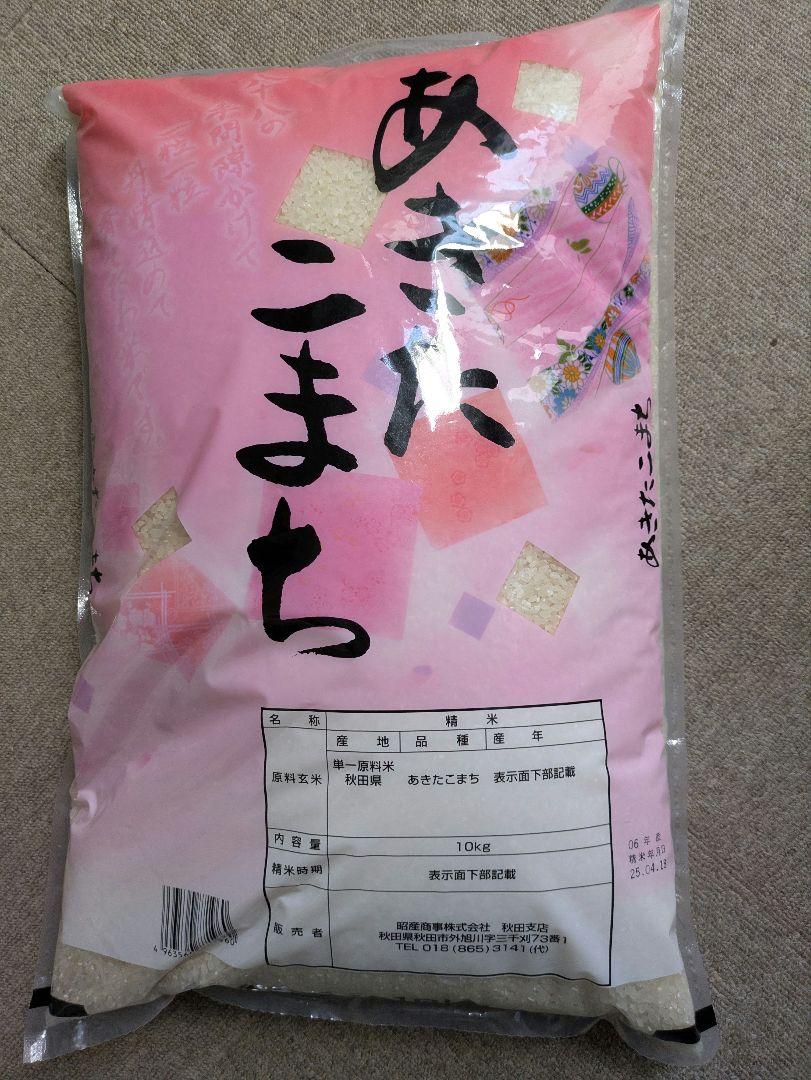 あきた
こまち
あきたこまち
名 称 精 米
産 地 品 種 産 年
原料玄米
単一原料米
秋田県 あきたこまち 表示面下部記載
内容量 10kg
精米時期 表示面下部記載
販売者
昭産商事株式会社 秋田支店
秋田県秋田市外旭川字三千刈73番1
TEL 018(865)3141(代)
06年産
精米年月日
25.04.18